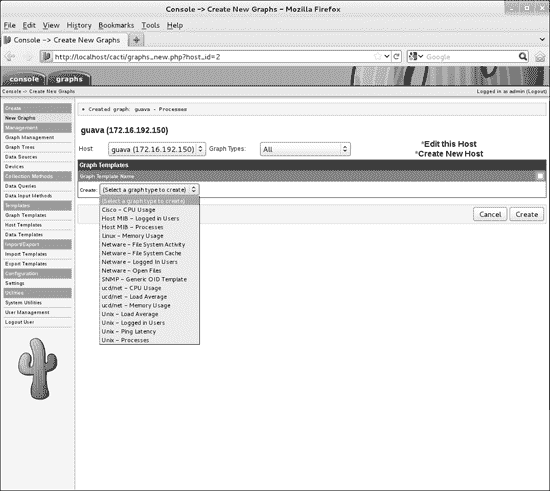 Console -> Create New Graphs - Mozilla Firefox
File Edit View History Bookmarks Tools Help
Console -> Create New Graphs
http://localhost/cacti/graphs_new.php?host_id=2
Google
console graphs
Console -> Create New Graphs
Logged in as admin (Logout)
Create
New Graphs
Management
Graph Management
Graph Trees
Data Sources
Devices
Collection Methods
Data Queries
Data Input Methods
Templates
Graph Templates
Host Templates
Data Templates
Import/Export
Import Templates
Export Templates
Configuration
Settings
Utilities
System Utilities
User Management
Logout User
+ Created graph: guava - Processes
guava (172.16.192.150)
Host guava (172.16.192.150) Graph Types: All
*Edit this Host
*Create New Host
Graph Templates
Graph Template Name
Create: (Select a graph type to create)
(Select a graph type to create)
Cisco - CPU Usage
Host MIB - Logged in Users
Host MIB - Processes
Linux - Memory Usage
Netware - File System Activity
Netware - File System Cache
Netware - Logged In Users
Netware - Open Files
SNMP - Generic OID Template
ucd/net - CPU Usage
ucd/net - Load Average
ucd/net - Memory Usage
Unix - Load Average
Unix - Logged in Users
Unix - Ping Latency
Unix - Processes
Cancel Create